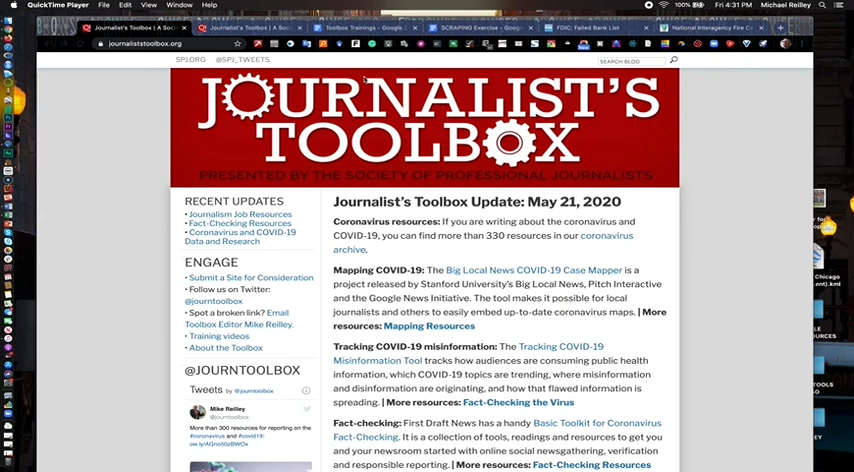 QuickTime Player File Edit View Window Help 100% Fri 4:31 PM Michael Reilley
Journalist's Toolbox | A Soc
Journalist's Toolbox | A Soc
Toolbox Trainings - Google
SCRAPING Exercise - Google
FDIC: Failed Bank List
National Interagency Fire C
journaliststoolbox.org
SPJ.ORG @SPJ_TWEETS
SEARCH BLOG
JOURNALIST'S
TOOLBOX
PRESENTED BY THE SOCIETY OF PROFESSIONAL JOURNALISTS
RECENT UPDATES
• Journalism Job Resources
• Fact-Checking Resources
• Coronavirus and COVID-19
Data and Research
ENGAGE
• Submit a Site for Consideration
• Follow us on Twitter:
@journtoolbox
• Spot a broken link? Email
Toolbox Editor Mike Reilley.
• Training videos
• About the Toolbox
@JOURNTOOLBOX
Tweets by @journtoolbox
Mike Reilley
@journtoolbox
More than 300 resources for reporting on the
#coronavirus and #covid19:
Journalist's Toolbox Update: May 21, 2020
Coronavirus resources: If you are writing about the coronavirus and
COVID-19, you can find more than 330 resources in our coronavirus
archive.
Mapping COVID-19: The Big Local News COVID-19 Case Mapper is a
project released by Stanford University's Big Local News, Pitch Interactive
and the Google News Initiative. The tool makes it possible for local
journalists and others to easily embed up-to-date coronavirus maps. | More
resources: Mapping Resources
Tracking COVID-19 misinformation: The Tracking COVID-19
Misinformation Tool tracks how audiences are consuming public health
information, which COVID-19 topics are trending, where misinformation
and disinformation are originating, and how that flawed information is
spreading. | More resources: Fact-Checking the Virus
Fact-checking: First Draft News has a handy Basic Toolkit for Coronavirus
Fact-Checking. It is a collection of tools, readings and resources to get you
and your newsroom started with online social newsgathering, verification
and responsible reporting. | More resources: Fact-Checking Resources